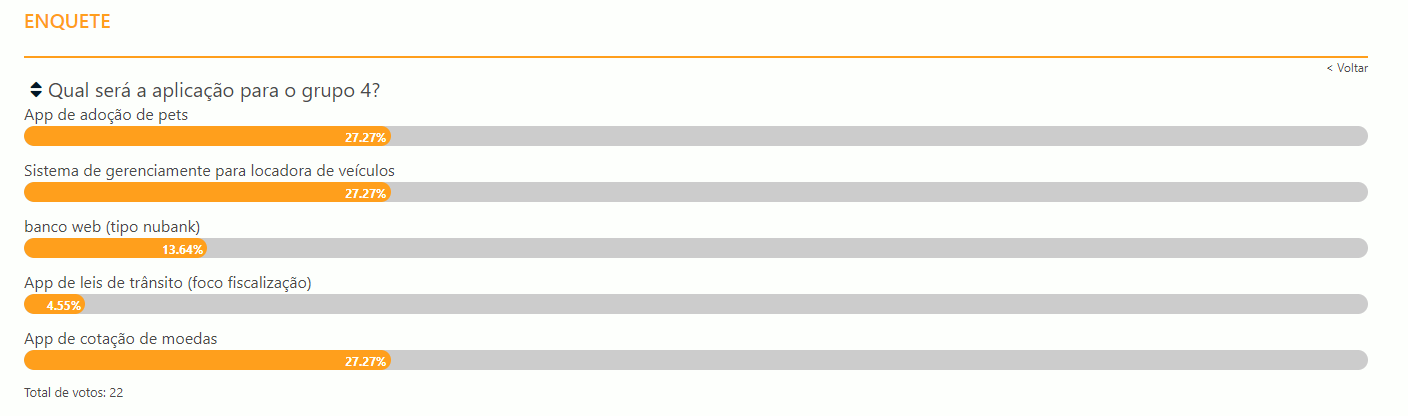 ENQUETE
< Voltar
Qual será a aplicação para o grupo 4?
App de adoção de pets
27.27%
Sistema de gerenciamente para locadora de veículos
27.27%
banco web (tipo nubank)
13.64%
App de leis de trânsito (foco fiscalização)
4.55%
App de cotação de moedas
27.27%
Total de votos: 22